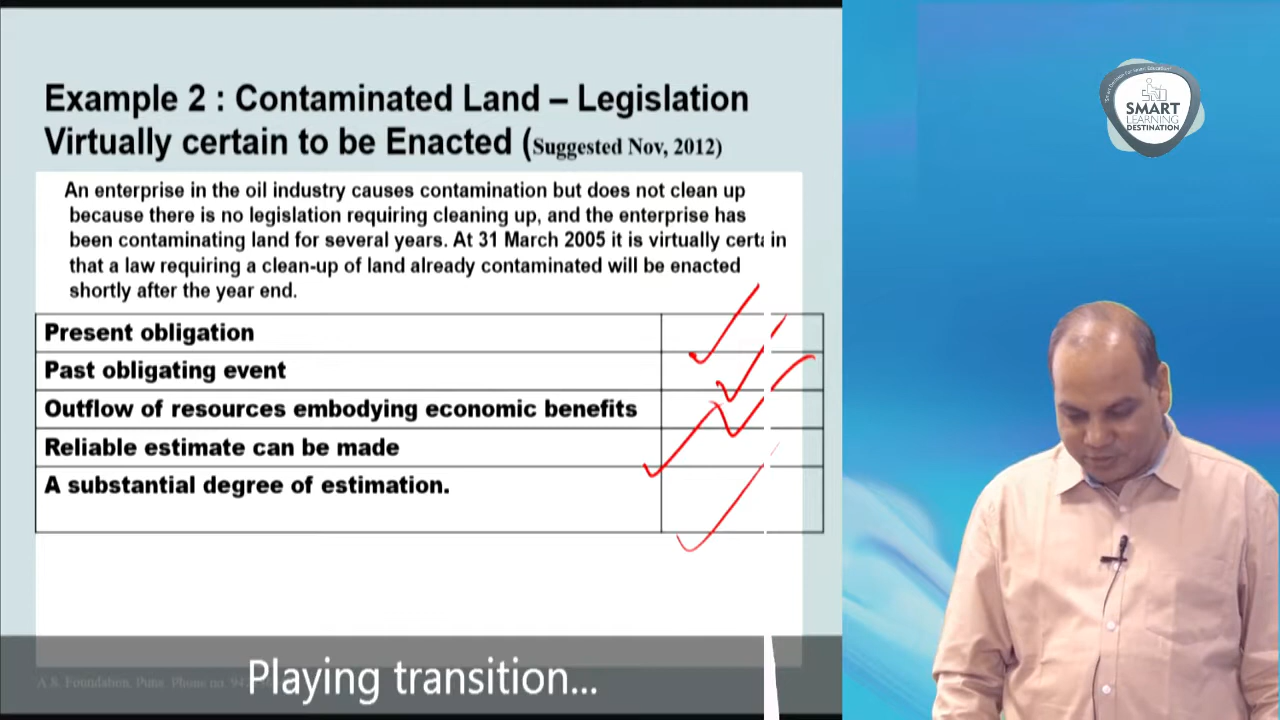 Example 2 : Contaminated Land – Legislation
Virtually certain to be Enacted (Suggested Nov, 2012)
An enterprise in the oil industry causes contamination but does not clean up
because there is no legislation requiring cleaning up, and the enterprise has
been contaminating land for several years. At 31 March 2005 it is virtually certain
that a law requiring a clean-up of land already contaminated will be enacted
shortly after the year end.
Present obligation
Past obligating event
Outflow of resources embodying economic benefits
Reliable estimate can be made
A substantial degree of estimation.
A.S. Foundation, Pune. Phone no.
Playing transition...
SMART
LEARNING
DESTINATION